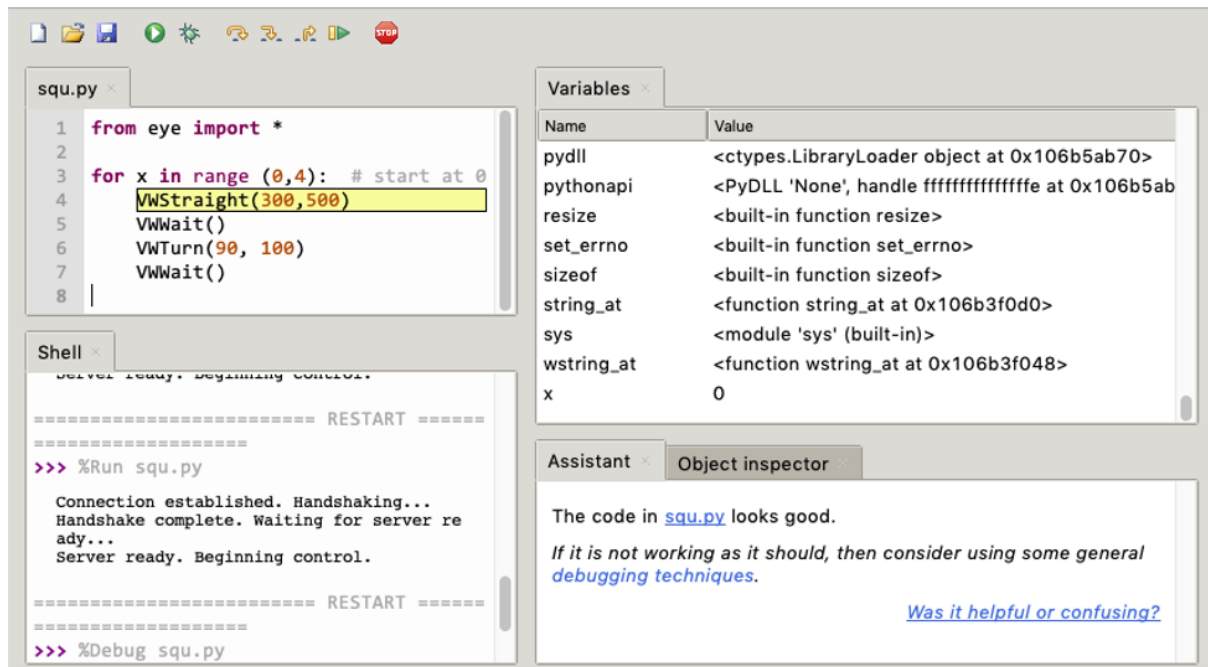 STOP
squ.py ×
1 from eye import *
2
3 for x in range (0,4):  # start at 0
4     VWStraight(300,500)
5     VWWait()
6     VWTurn(90, 100)
7     VWWait()
8
Shell ×
Server ready. Beginning control.
========================= RESTART ======
===================
>>> %Run squ.py
Connection established. Handshaking...
Handshake complete. Waiting for server re
ady...
Server ready. Beginning control.
========================= RESTART ======
===================
>>> %Debug squ.py
Variables ×
Name Value
pydll <ctypes.LibraryLoader object at 0x106b5ab70>
pythonapi <PyDLL 'None', handle fffffffffffffffe at 0x106b5ab
resize <built-in function resize>
set_errno <built-in function set_errno>
sizeof <built-in function sizeof>
string_at <function string_at at 0x106b3f0d0>
sys <module 'sys' (built-in)>
wstring_at <function wstring_at at 0x106b3f048>
x 0
Assistant × Object inspector ×
The code in squ.py looks good.
If it is not working as it should, then consider using some general
debugging techniques.
Was it helpful or confusing?